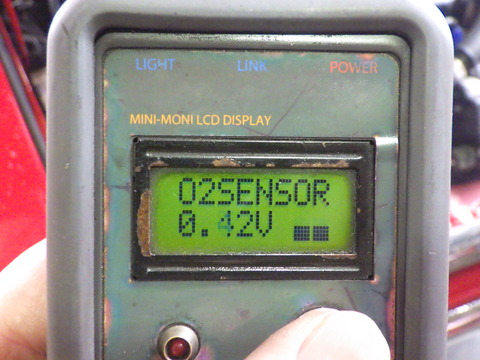 LIGHT LINK POWER
MINI-MONI LCD DISPLAY
O2SENSOR
0.42V